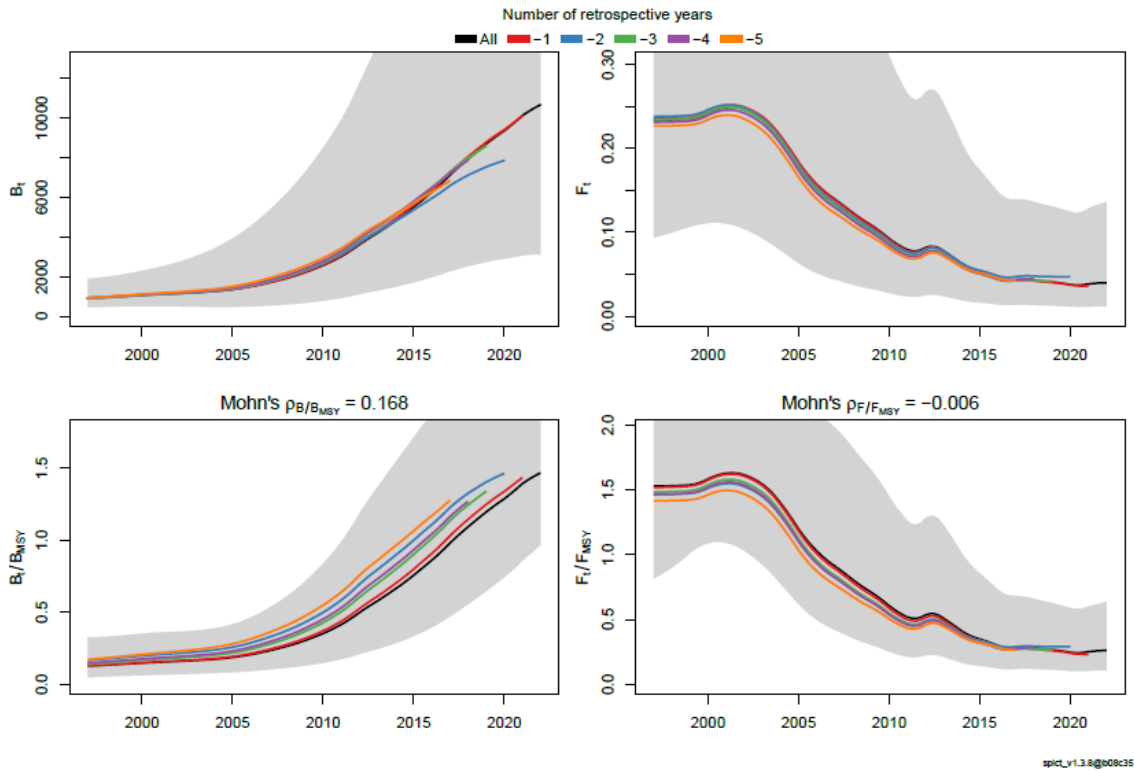 Number of retrospective years
All −1 −2 −3 −4 −5
Bt
0 2000 6000 10000
2000 2005 2010 2015 2020
Ft
0.00 0.10 0.20 0.30
2000 2005 2010 2015 2020
Mohn's ρB/BMSY = 0.168
Bt/BMSY
0.0 0.5 1.0 1.5
2000 2005 2010 2015 2020
Mohn's ρF/FMSY = −0.006
Ft/FMSY
0.0 0.5 1.0 1.5 2.0
2000 2005 2010 2015 2020
spict_v1.3.8@b08c35